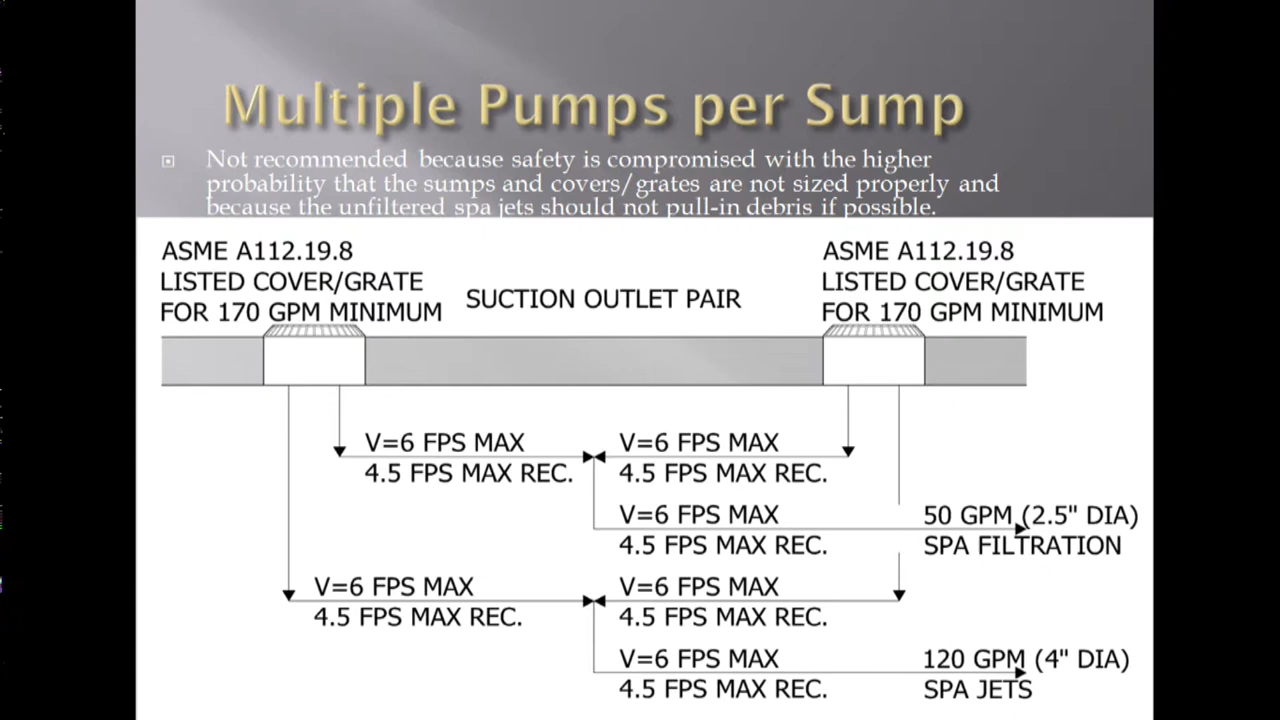 Multiple Pumps per Sump
Not recommended because safety is compromised with the higher
probability that the sumps and covers/grates are not sized properly and
because the unfiltered spa jets should not pull-in debris if possible.
ASME A112.19.8
LISTED COVER/GRATE
FOR 170 GPM MINIMUM
SUCTION OUTLET PAIR
ASME A112.19.8
LISTED COVER/GRATE
FOR 170 GPM MINIMUM
V=6 FPS MAX
4.5 FPS MAX REC.
V=6 FPS MAX
4.5 FPS MAX REC.
V=6 FPS MAX
4.5 FPS MAX REC.
50 GPM (2.5" DIA)
SPA FILTRATION
V=6 FPS MAX
4.5 FPS MAX REC.
V=6 FPS MAX
4.5 FPS MAX REC.
V=6 FPS MAX
4.5 FPS MAX REC.
120 GPM (4" DIA)
SPA JETS